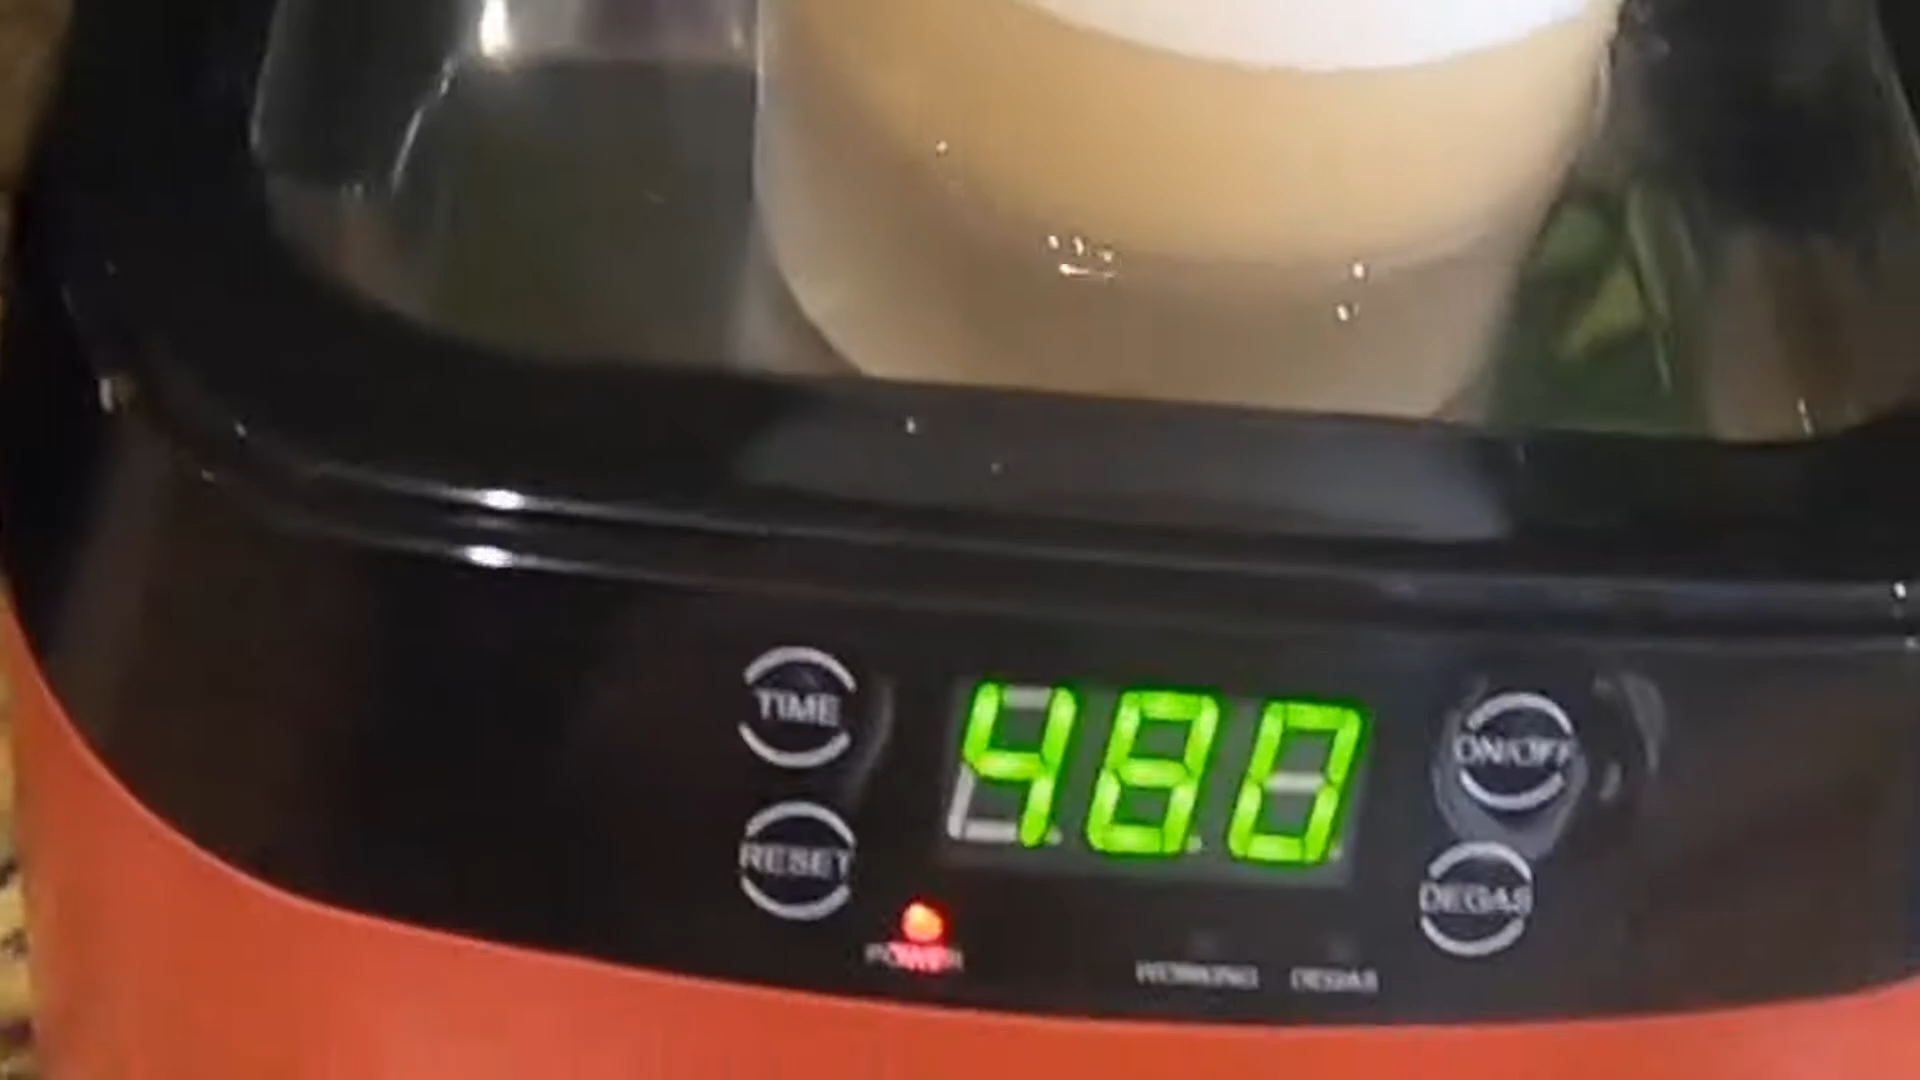 TIME
480
ON/OFF
RESET
DEGAS
POWER
WORKING
DEGAS